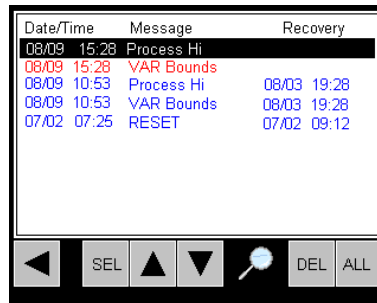 Date/Time Message Recovery
08/09 15:28 Process Hi
08/09 15:28 VAR Bounds
08/09 10:53 Process Hi 08/03 19:28
08/09 10:53 VAR Bounds 08/03 19:28
07/02 07:25 RESET 07/02 09:12
SEL DEL ALL